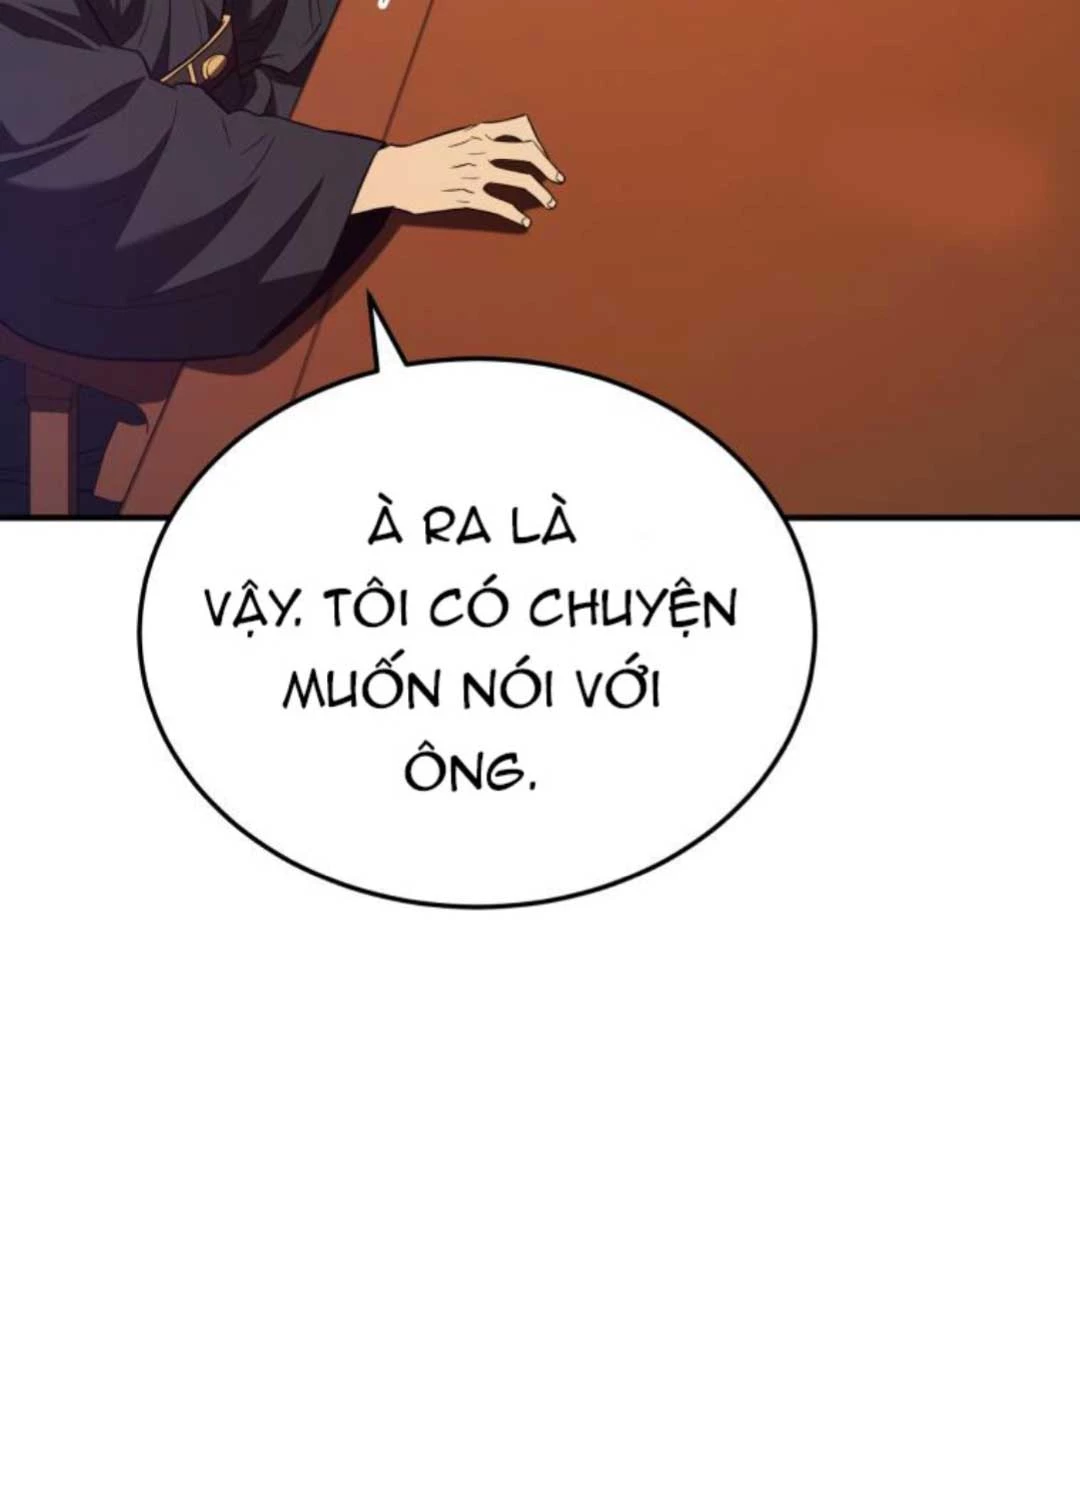 À RA LÀ
VẬY. TÔI CÓ CHUYỆN
MUỐN NÓI VỚI
ÔNG.